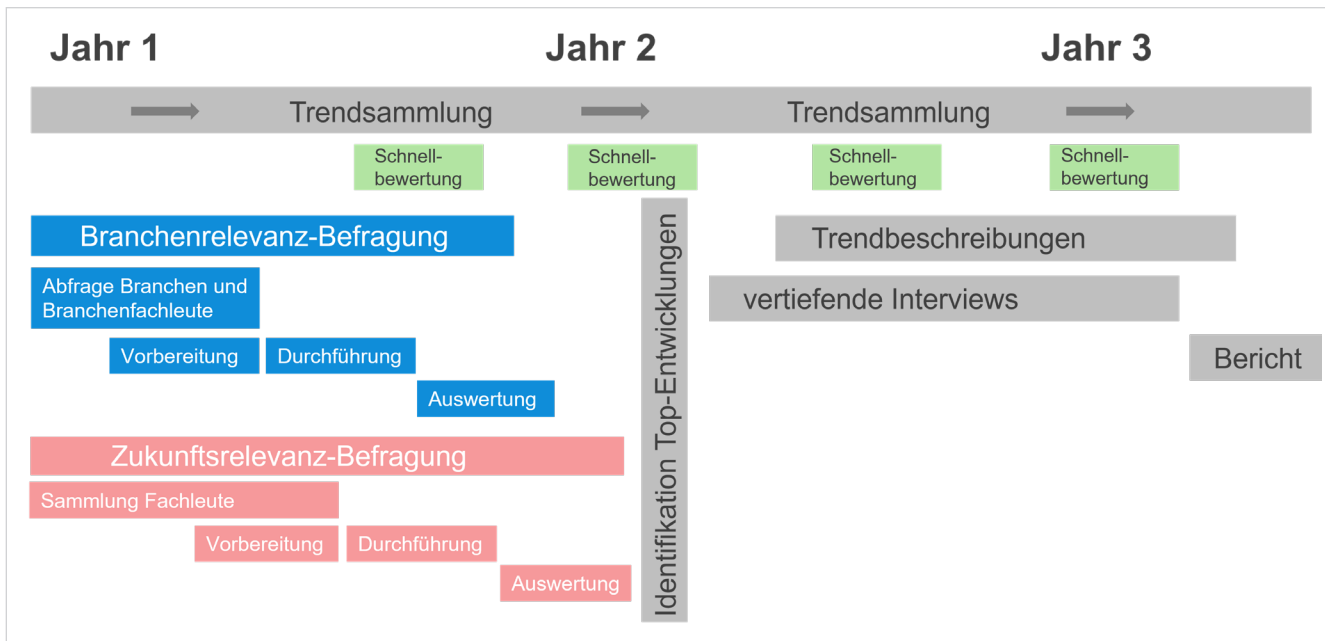 Jahr 1
Jahr 2
Jahr 3
Trendsammlung
Trendsammlung
Schnell-
bewertung
Schnell-
bewertung
Schnell-
bewertung
Schnell-
bewertung
Branchenrelevanz-Befragung
Abfrage Branchen und
Branchenfachleute
Vorbereitung
Durchführung
Auswertung
Zukunftsrelevanz-Befragung
Sammlung Fachleute
Vorbereitung
Durchführung
Auswertung
Identifikation Top-Entwicklungen
Trendbeschreibungen
vertiefende Interviews
Bericht